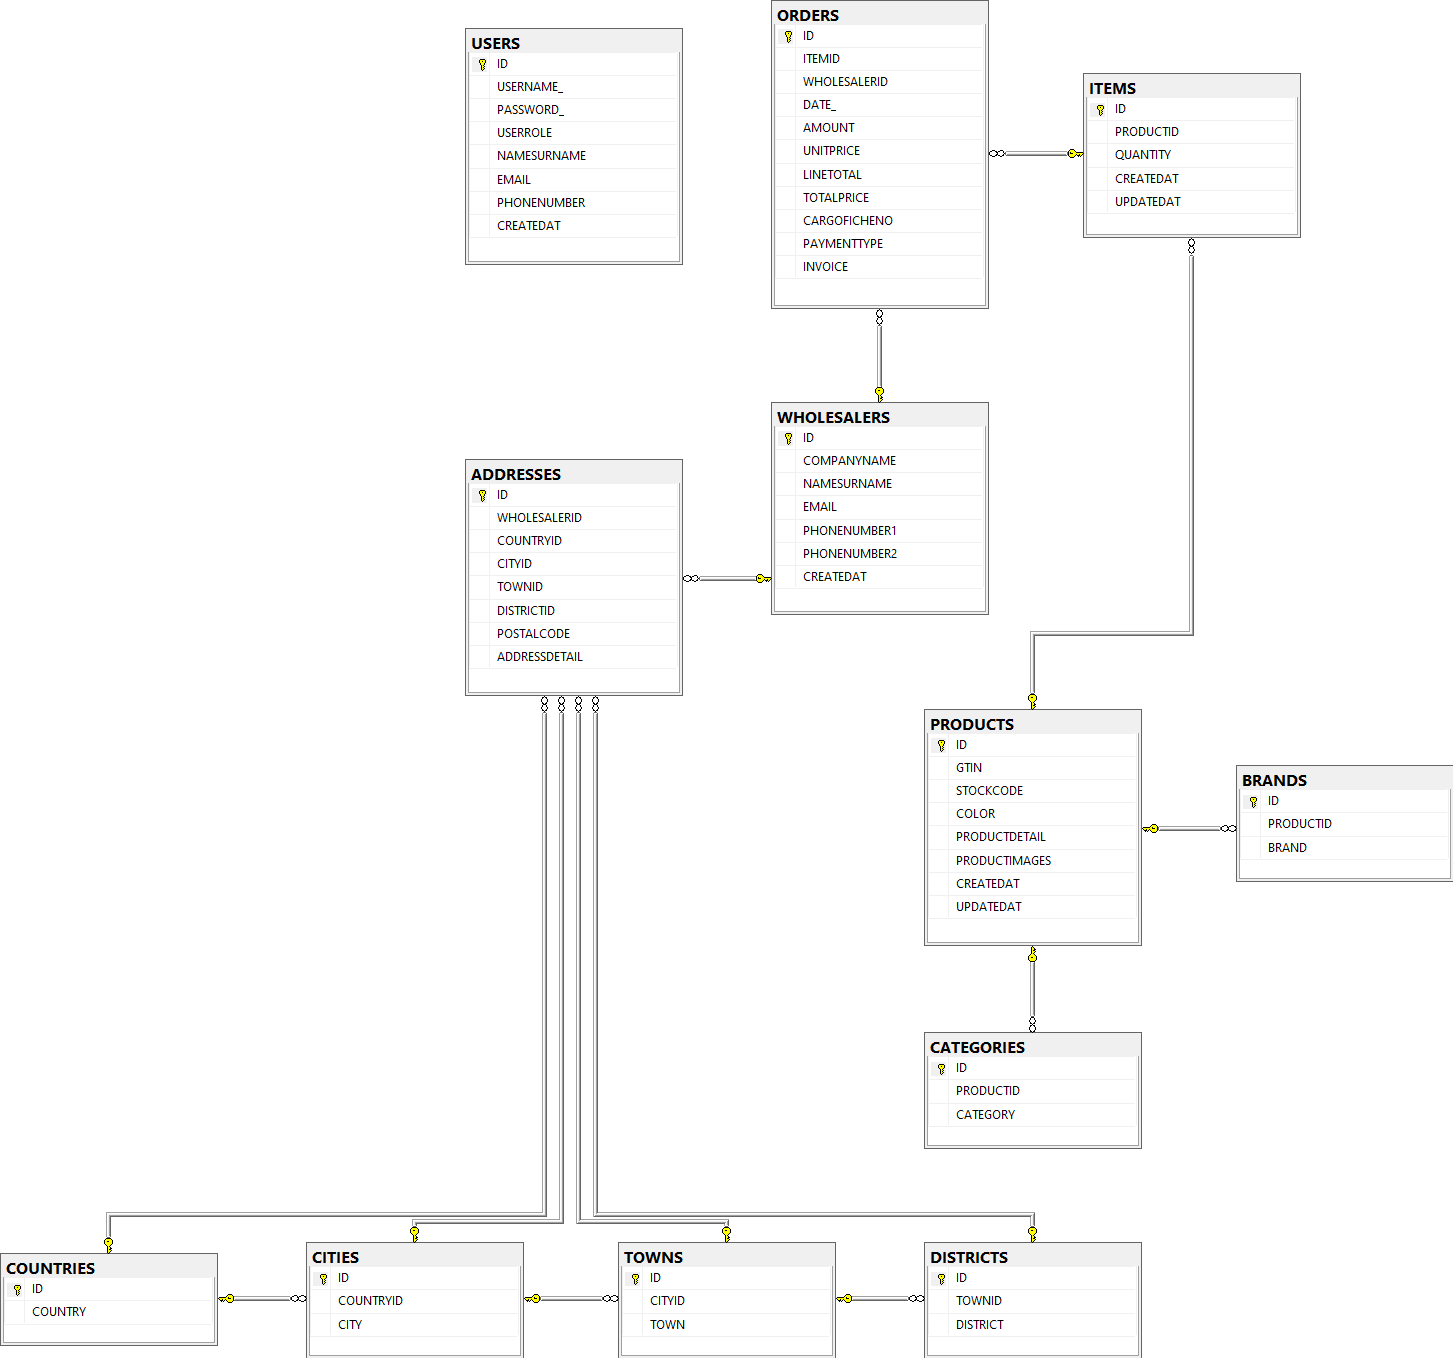 USERS
ID
USERNAME_
PASSWORD_
USERROLE
NAMESURNAME
EMAIL
PHONENUMBER
CREATEDAT
ORDERS
ID
ITEMID
WHOLESALERID
DATE_
AMOUNT
UNITPRICE
LINETOTAL
TOTALPRICE
CARGOFICHENO
PAYMENTTYPE
INVOICE
ITEMS
ID
PRODUCTID
QUANTITY
CREATEDAT
UPDATEDAT
WHOLESALERS
ID
COMPANYNAME
NAMESURNAME
EMAIL
PHONENUMBER1
PHONENUMBER2
CREATEDAT
ADDRESSES
ID
WHOLESALERID
COUNTRYID
CITYID
TOWNID
DISTRICTID
POSTALCODE
ADDRESSDETAIL
PRODUCTS
ID
GTIN
STOCKCODE
COLOR
PRODUCTDETAIL
PRODUCTIMAGES
CREATEDAT
UPDATEDAT
BRANDS
ID
PRODUCTID
BRAND
CATEGORIES
ID
PRODUCTID
CATEGORY
COUNTRIES
ID
COUNTRY
CITIES
ID
COUNTRYID
CITY
TOWNS
ID
CITYID
TOWN
DISTRICTS
ID
TOWNID
DISTRICT